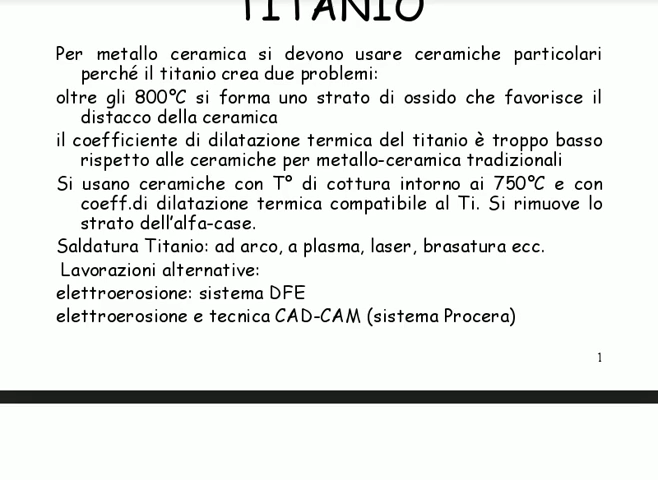 TITANIO
Per metallo ceramica si devono usare ceramiche particolari
perché il titanio crea due problemi:
oltre gli 800°C si forma uno strato di ossido che favorisce il
distacco della ceramica
il coefficiente di dilatazione termica del titanio è troppo basso
rispetto alle ceramiche per metallo-ceramica tradizionali
Si usano ceramiche con T° di cottura intorno ai 750°C e con
coeff.di dilatazione termica compatibile al Ti. Si rimuove lo
strato dell'alfa-case.
Saldatura Titanio: ad arco, a plasma, laser, brasatura ecc.
Lavorazioni alternative:
elettroerosione: sistema DFE
elettroerosione e tecnica CAD-CAM (sistema Procera)
1